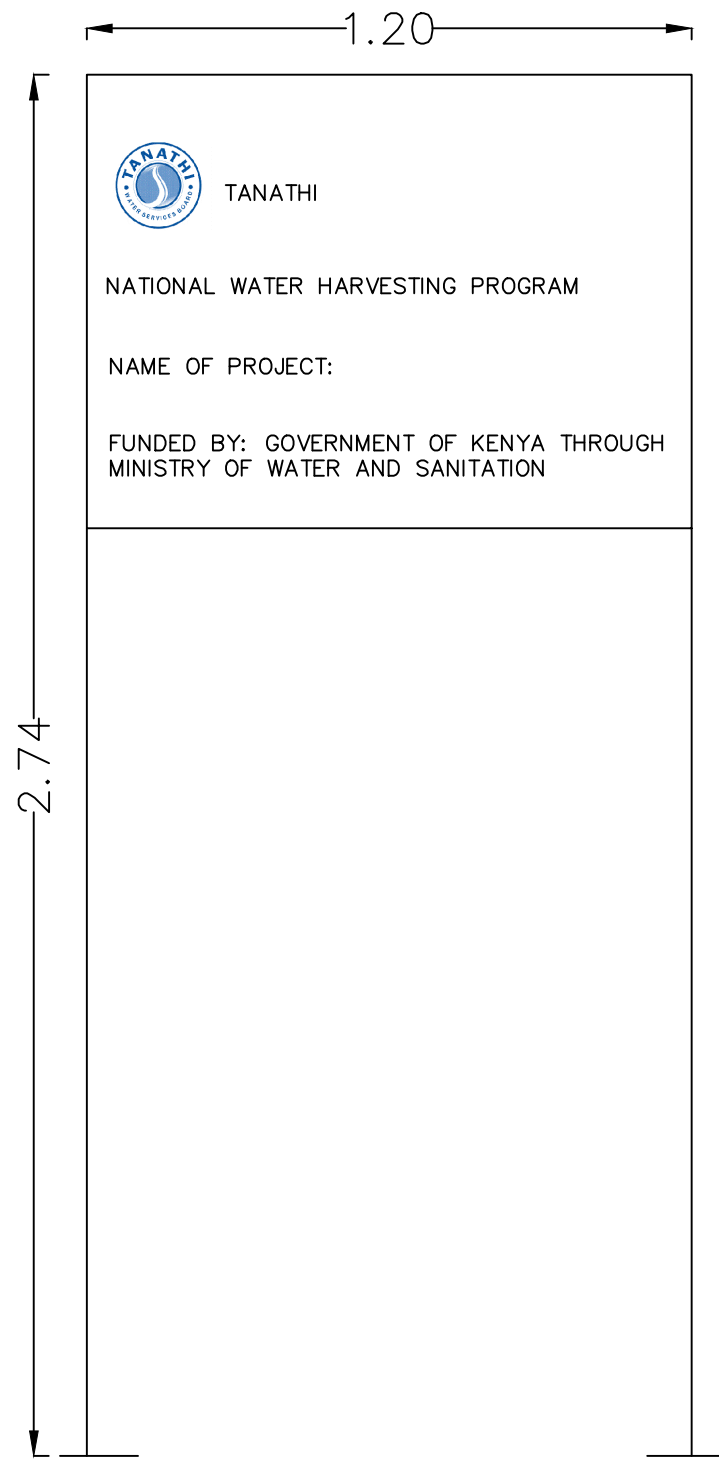 1.20
TANATHI
WATER SERVICES BOARD
TANATHI
NATIONAL WATER HARVESTING PROGRAM
NAME OF PROJECT:
FUNDED BY: GOVERNMENT OF KENYA THROUGH
MINISTRY OF WATER AND SANITATION
2.74